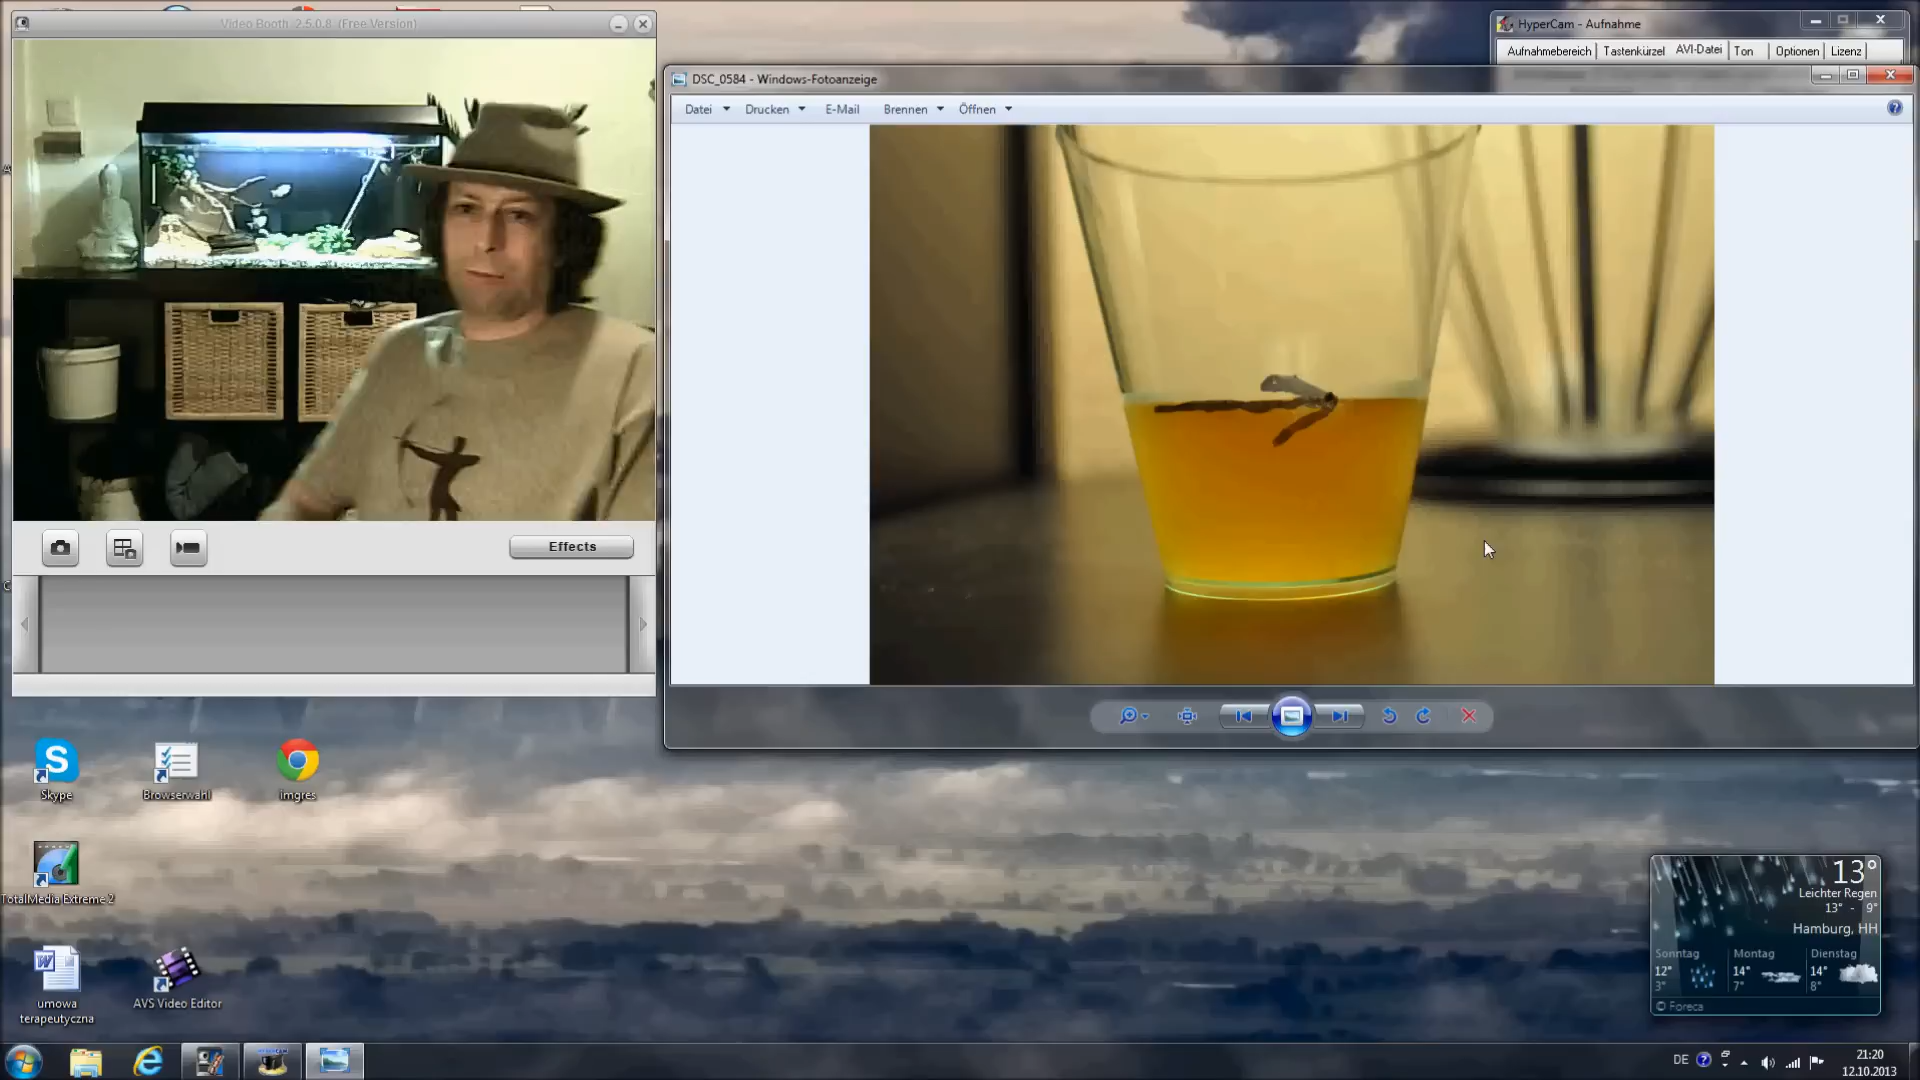 Video Booth 2.5.0.8 (Free Version)
HyperCam - Aufnahme
Aufnahmebereich Tastenkürzel AVI-Datei Ton Optionen Lizenz
DSC_0584 - Windows-Fotoanzeige
Datei Drucken E-Mail Brennen Öffnen
Effects
Skype
Browserwahl
imgres
TotalMedia Extreme 2
umowa
terapeutyczna
AVS Video Editor
13°
Leichter Regen
13° - 9°
Hamburg, HH
Sonntag Montag Dienstag
12° 14° 14°
3° 7° 8°
© Foreca
DE
21:20
12.10.2013